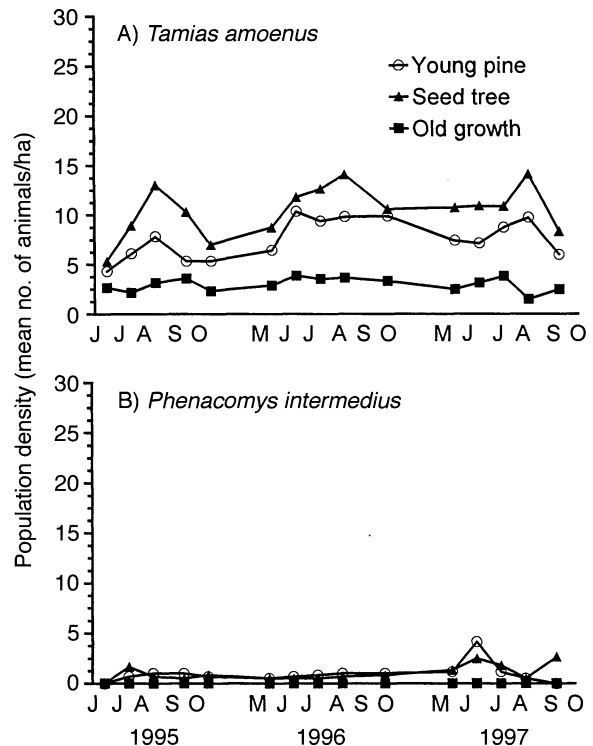 Population density (mean no. of animals/ha)
A) Tamias amoenus
Young pine
Seed tree
Old growth
30
25
20
15
10
5
0
J J A S O M J J A S O M J J A S O
B) Phenacomys intermedius
30
25
20
15
10
5
0
J J A S O M J J A S O M J J A S O
1995 1996 1997